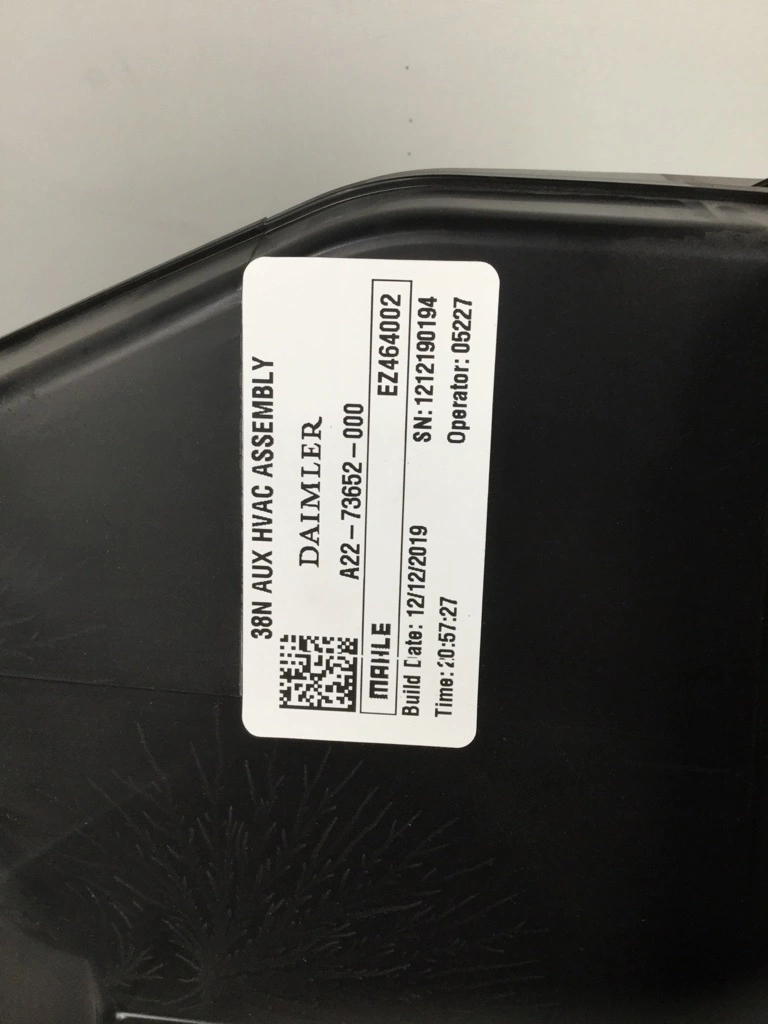 38N AUX HVAC ASSEMBLY
DAIMLER
A22-73652-000
MAHLE EZ464002
Build Date: 12/12/2019 SN:1212190194
Time: 20:57:27 Operator: 05227